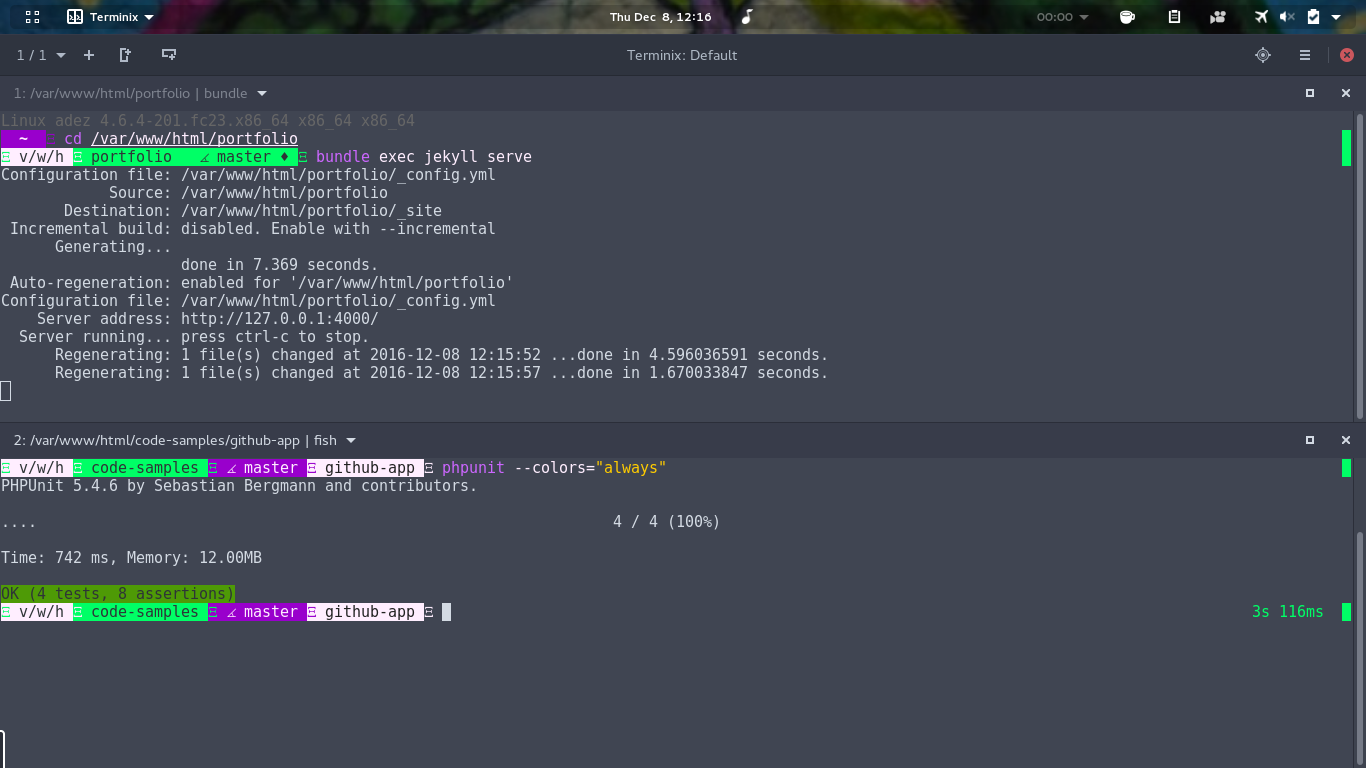 Terminix
Thu Dec 8, 12:16
00:00
1 / 1
Terminix: Default
1: /var/www/html/portfolio | bundle
Linux adez 4.6.4-201.fc23.x86_64 x86_64 x86_64
~ cd /var/www/html/portfolio
Ξ v/w/h Ξ portfolio ⦨ master ♦ Ξ bundle exec jekyll serve
Configuration file: /var/www/html/portfolio/_config.yml
Source: /var/www/html/portfolio
Destination: /var/www/html/portfolio/_site
Incremental build: disabled. Enable with --incremental
Generating...
done in 7.369 seconds.
Auto-regeneration: enabled for '/var/www/html/portfolio'
Configuration file: /var/www/html/portfolio/_config.yml
Server address: http://127.0.0.1:4000/
Server running... press ctrl-c to stop.
Regenerating: 1 file(s) changed at 2016-12-08 12:15:52 ...done in 4.596036591 seconds.
Regenerating: 1 file(s) changed at 2016-12-08 12:15:57 ...done in 1.670033847 seconds.
2: /var/www/html/code-samples/github-app | fish
Ξ v/w/h Ξ code-samples Ξ ⦨ master Ξ github-app Ξ phpunit --colors="always"
PHPUnit 5.4.6 by Sebastian Bergmann and contributors.
.... 4 / 4 (100%)
Time: 742 ms, Memory: 12.00MB
OK (4 tests, 8 assertions)
Ξ v/w/h Ξ code-samples Ξ ⦨ master Ξ github-app Ξ 3s 116ms